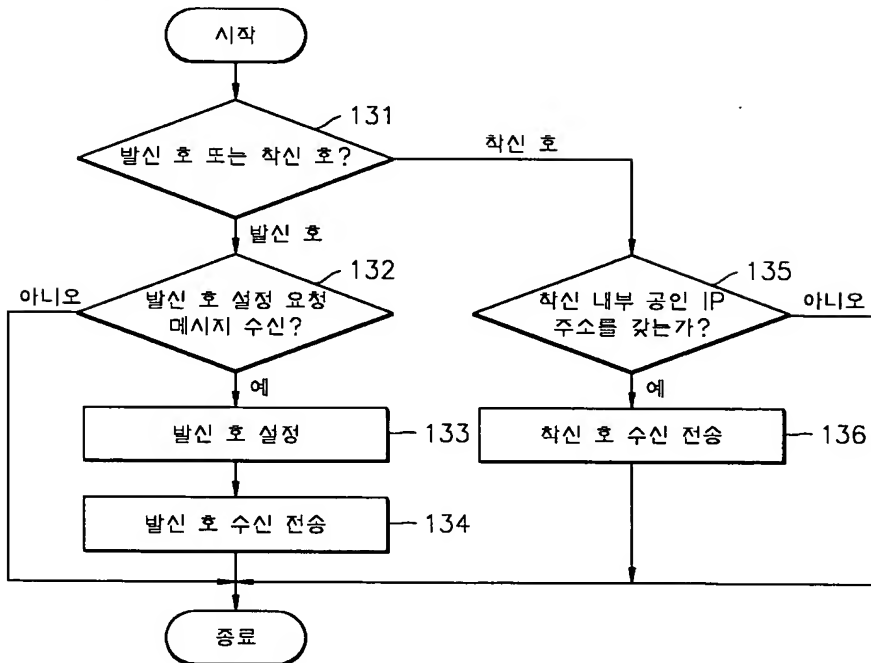 시작
131
발신 호 또는 착신 호?
착신 호
발신 호
132
아니오
발신 호 설정 요청
메시지 수신?
135
착신 내부 공인 IP
주소를 갖는가?
아니오
예
예
발신 호 설정
133
착신 호 수신 전송
136
발신 호 수신 전송
134
종료